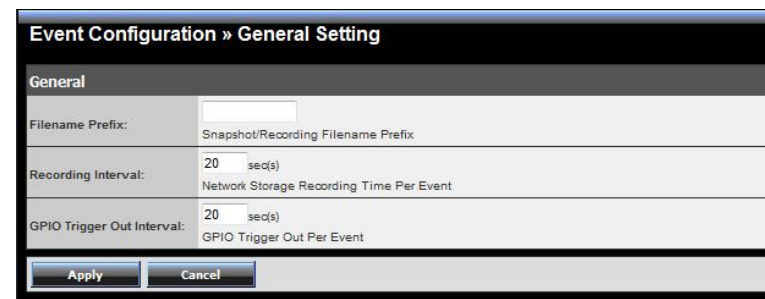 Event Configuration » General Setting
General
Filename Prefix:
Snapshot/Recording Filename Prefix
Recording Interval:
20 sec(s)
Network Storage Recording Time Per Event
GPIO Trigger Out Interval:
20 sec(s)
GPIO Trigger Out Per Event
Apply Cancel